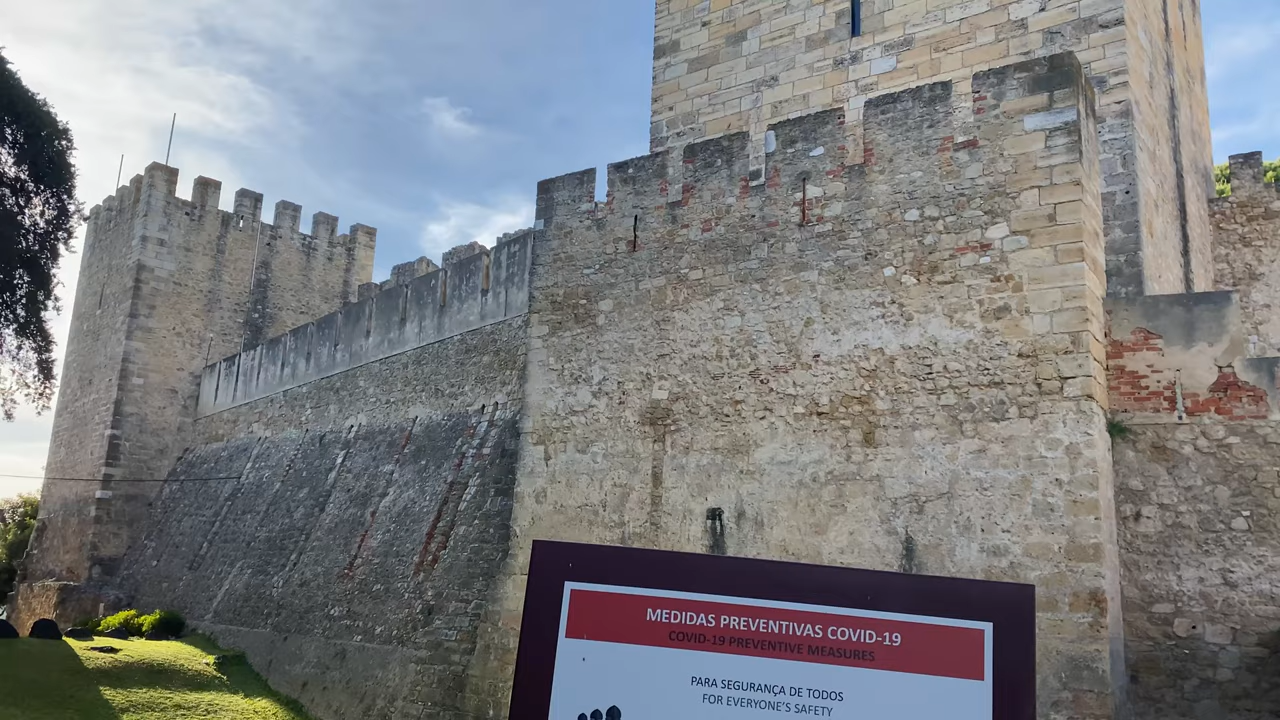 MEDIDAS PREVENTIVAS COVID-19
COVID-19 PREVENTIVE MEASURES
PARA SEGURANÇA DE TODOS
FOR EVERYONE'S SAFETY